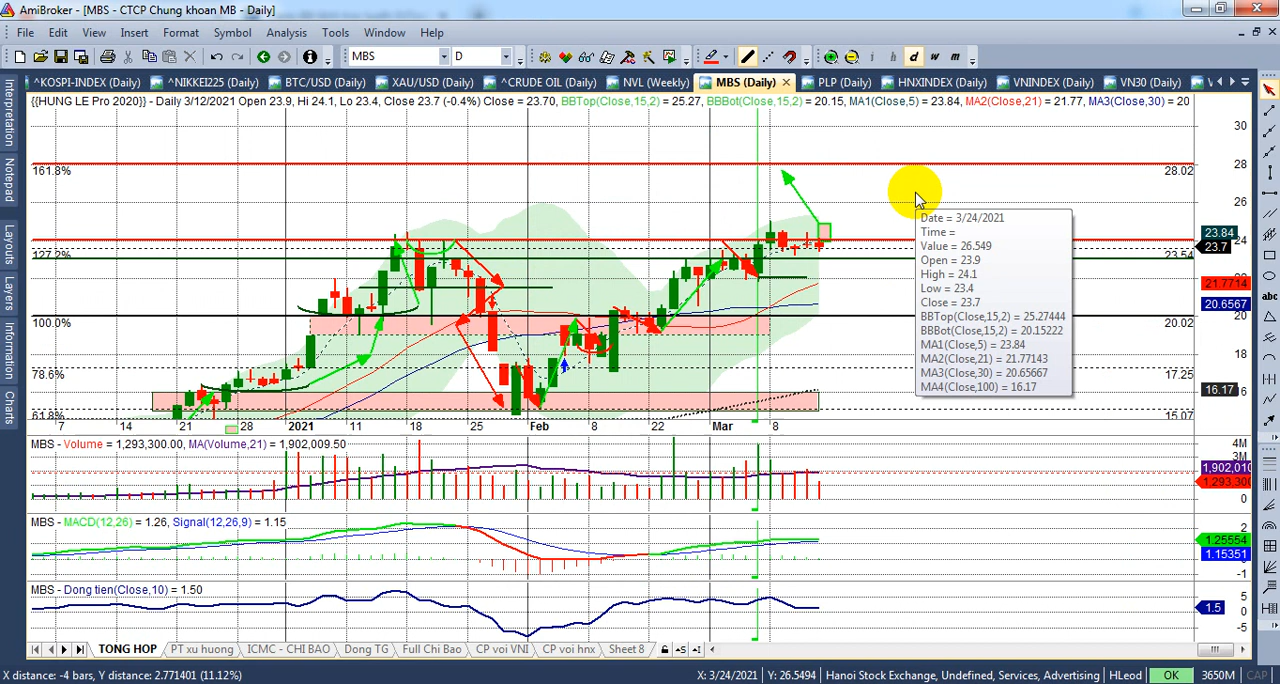 AmiBroker - [MBS - CTCP Chung khoan MB - Daily]
File Edit View Insert Format Symbol Analysis Tools Window Help
MBS D i h d w m
^KOSPI-INDEX (Daily) ^NIKKEI225 (Daily) BTC/USD (Daily) XAU/USD (Daily) ^CRUDE OIL (Daily) NVL (Weekly) MBS (Daily) PLP (Daily) HNXINDEX (Daily) VNINDEX (Daily) VN30 (Daily) V
{{HUNG LE Pro 2020}} - Daily 3/12/2021 Open 23.9, Hi 24.1, Lo 23.4, Close 23.7 (-0.4%) Close = 23.70, BBTop(Close,15,2) = 25.27, BBBot(Close,15,2) = 20.15, MA1(Close,5) = 23.84, MA2(Close,21) = 21.77, MA3(Close,30) = 20
Interpretation
Notepad
Layouts
Layers
Information
Charts
abc
30
161.8% 28.02 28
26
24
23.84
23.7
127.2% 23.54
21.7714
20.6567
100.0% 20.02 20
18
78.6% 17.25
16.17 16
61.8% 15.07
7 14 21 28 2021 11 18 25 Feb 8 22 Mar 8
Date = 3/24/2021
Time =
Value = 26.549
Open = 23.9
High = 24.1
Low = 23.4
Close = 23.7
BBTop(Close,15,2) = 25.27444
BBBot(Close,15,2) = 20.15222
MA1(Close,5) = 23.84
MA2(Close,21) = 21.77143
MA3(Close,30) = 20.65667
MA4(Close,100) = 16.17
MBS - Volume = 1,293,300.00, MA(Volume,21) = 1,902,009.50
4M
3M
1,902,010
1,293,300
0
MBS - MACD(12,26) = 1.26, Signal(12,26,9) = 1.15
2
1.25554
1.15351
-1
MBS - Dong tien(Close,10) = 1.50
5
1.5 0
-5
TONG HOP PT xu huong ICMC - CHI BAO Dong TG Full Chi Bao CP voi VNI CP voi hnx Sheet 8
X distance: -4 bars, Y distance: 2.771401 (11.12%) X: 3/24/2021 Y: 26.5494 Hanoi Stock Exchange, Undefined, Services, Advertising HLeod OK 3650M CAP